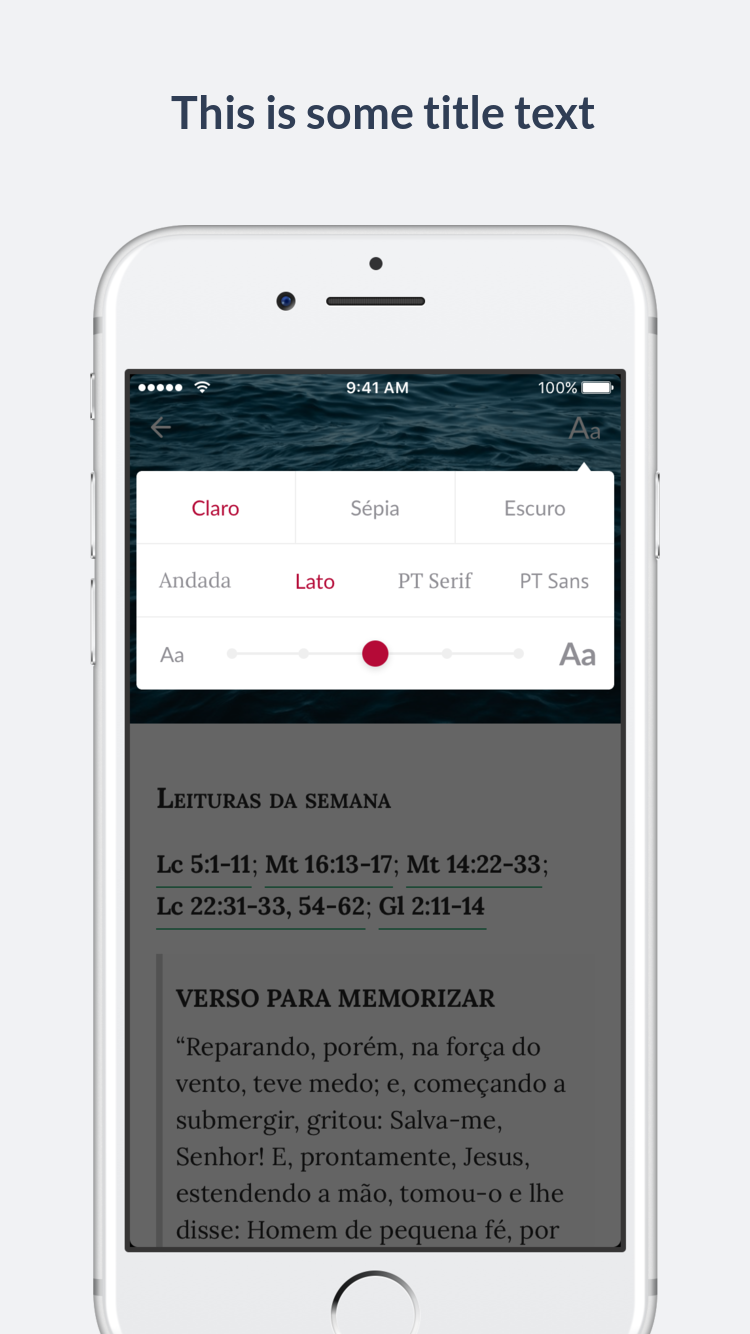 This is some title text
9:41 AM 100%
Aa
Claro Sépia Escuro
Andada Lato PT Serif PT Sans
Aa Aa
Leituras da semana
Lc 5:1-11; Mt 16:13-17; Mt 14:22-33;
Lc 22:31-33, 54-62; Gl 2:11-14
VERSO PARA MEMORIZAR
“Reparando, porém, na força do
vento, teve medo; e, começando a
submergir, gritou: Salva-me,
Senhor! E, prontamente, Jesus,
estendendo a mão, tomou-o e lhe
disse: Homem de pequena fé, por